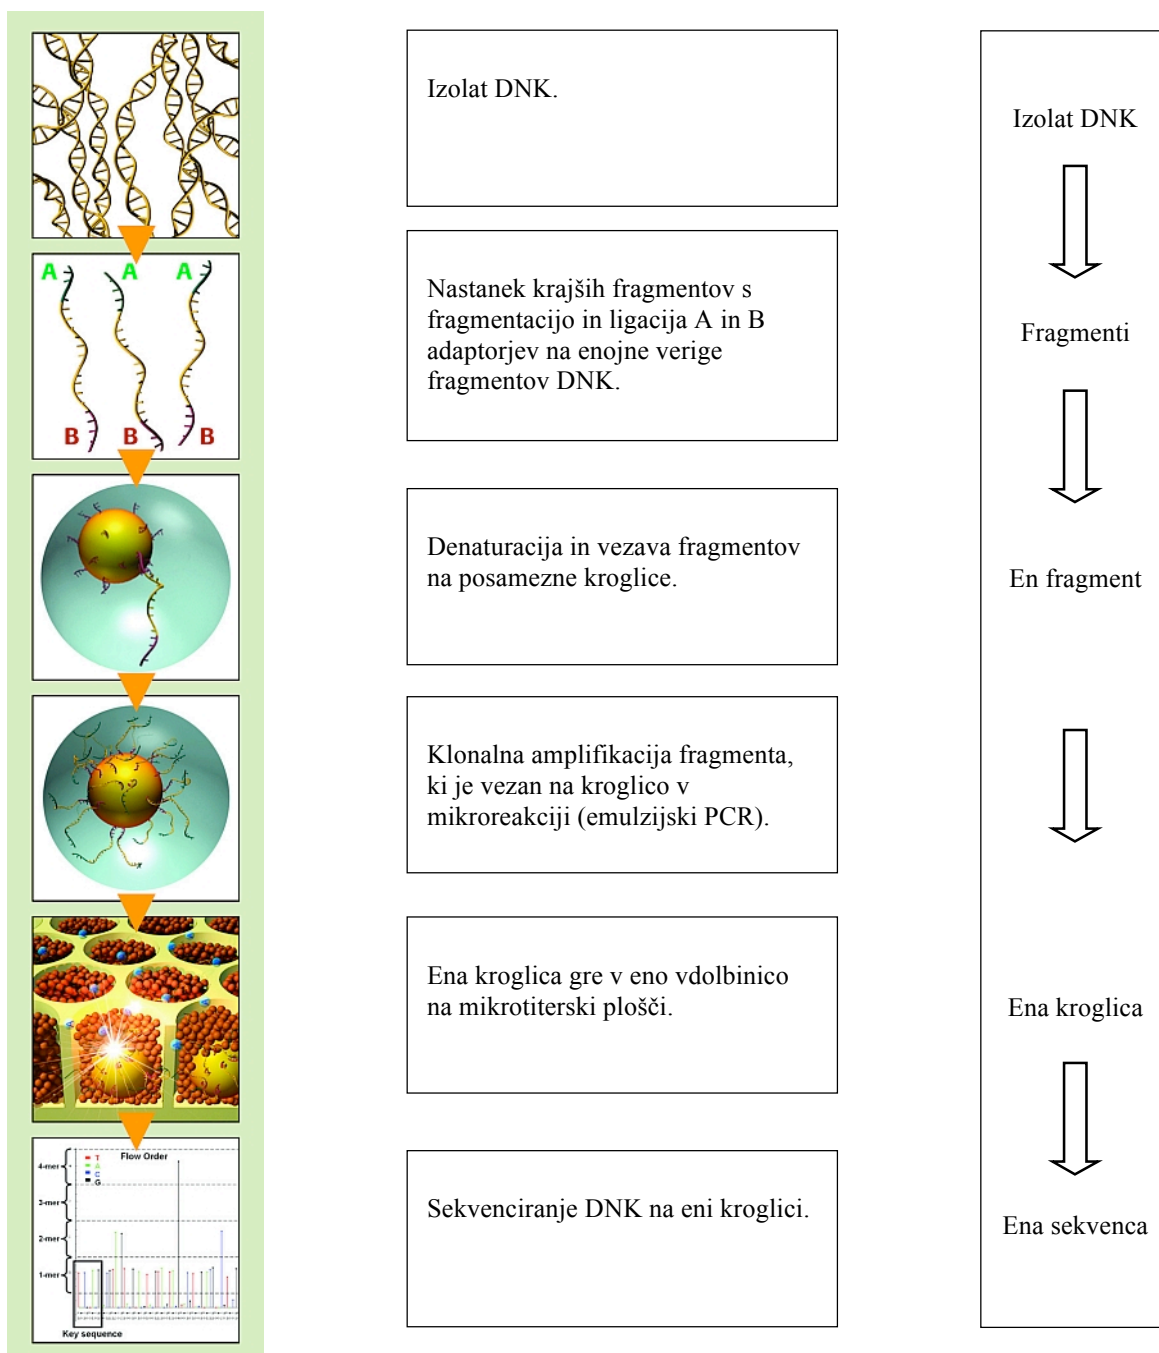 Izolat DNK.
Izolat DNK
A A A
B B B
Nastanek krajših fragmentov s
fragmentacijo in ligacija A in B
adaptorjev na enojne verige
fragmentov DNK.
Fragmenti
Denaturacija in vezava fragmentov
na posamezne kroglice.
En fragment
Klonalna amplifikacija fragmenta,
ki je vezan na kroglico v
mikroreakciji (emulzijski PCR).
Ena kroglica gre v eno vdolbinico
na mikrotiterski plošči.
Ena kroglica
Flow Order
T
A
C
G
4-mer
3-mer
2-mer
1-mer
Key sequence
Sekvenciranje DNK na eni kroglici.
Ena sekvenca